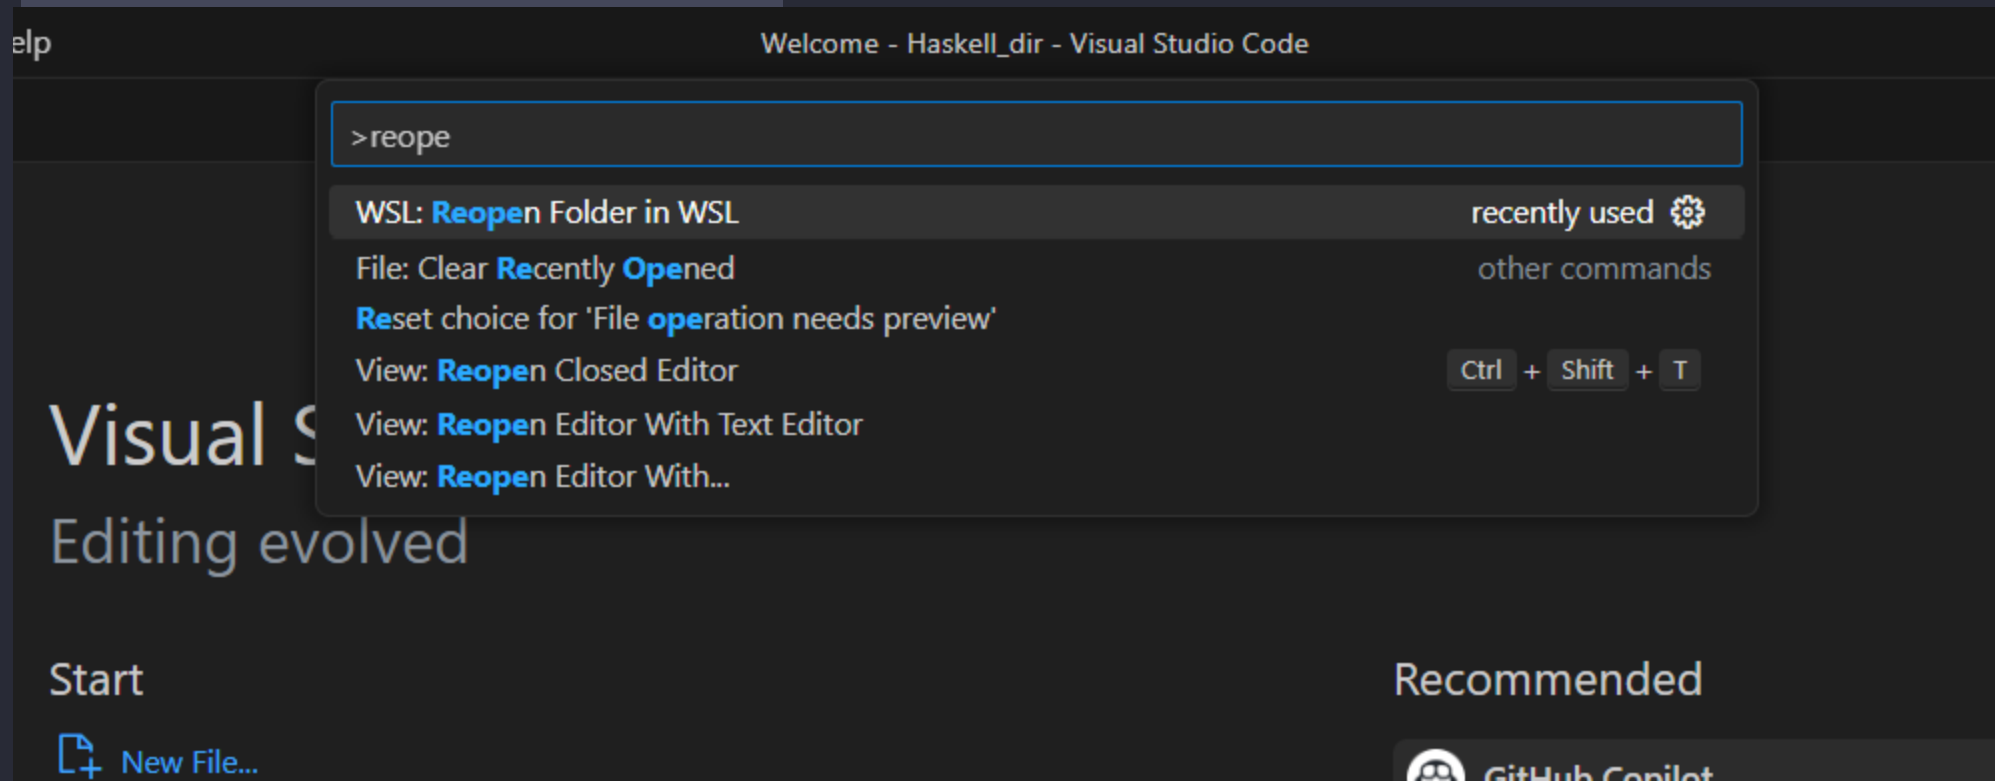 elp
Welcome - Haskell_dir - Visual Studio Code
>reope
WSL: Reopen Folder in WSL recently used
File: Clear Recently Opened other commands
Reset choice for 'File operation needs preview'
View: Reopen Closed Editor Ctrl + Shift + T
View: Reopen Editor With Text Editor
View: Reopen Editor With...
Visual S
Editing evolved
Start
Recommended
New File...
GitHub Copilot